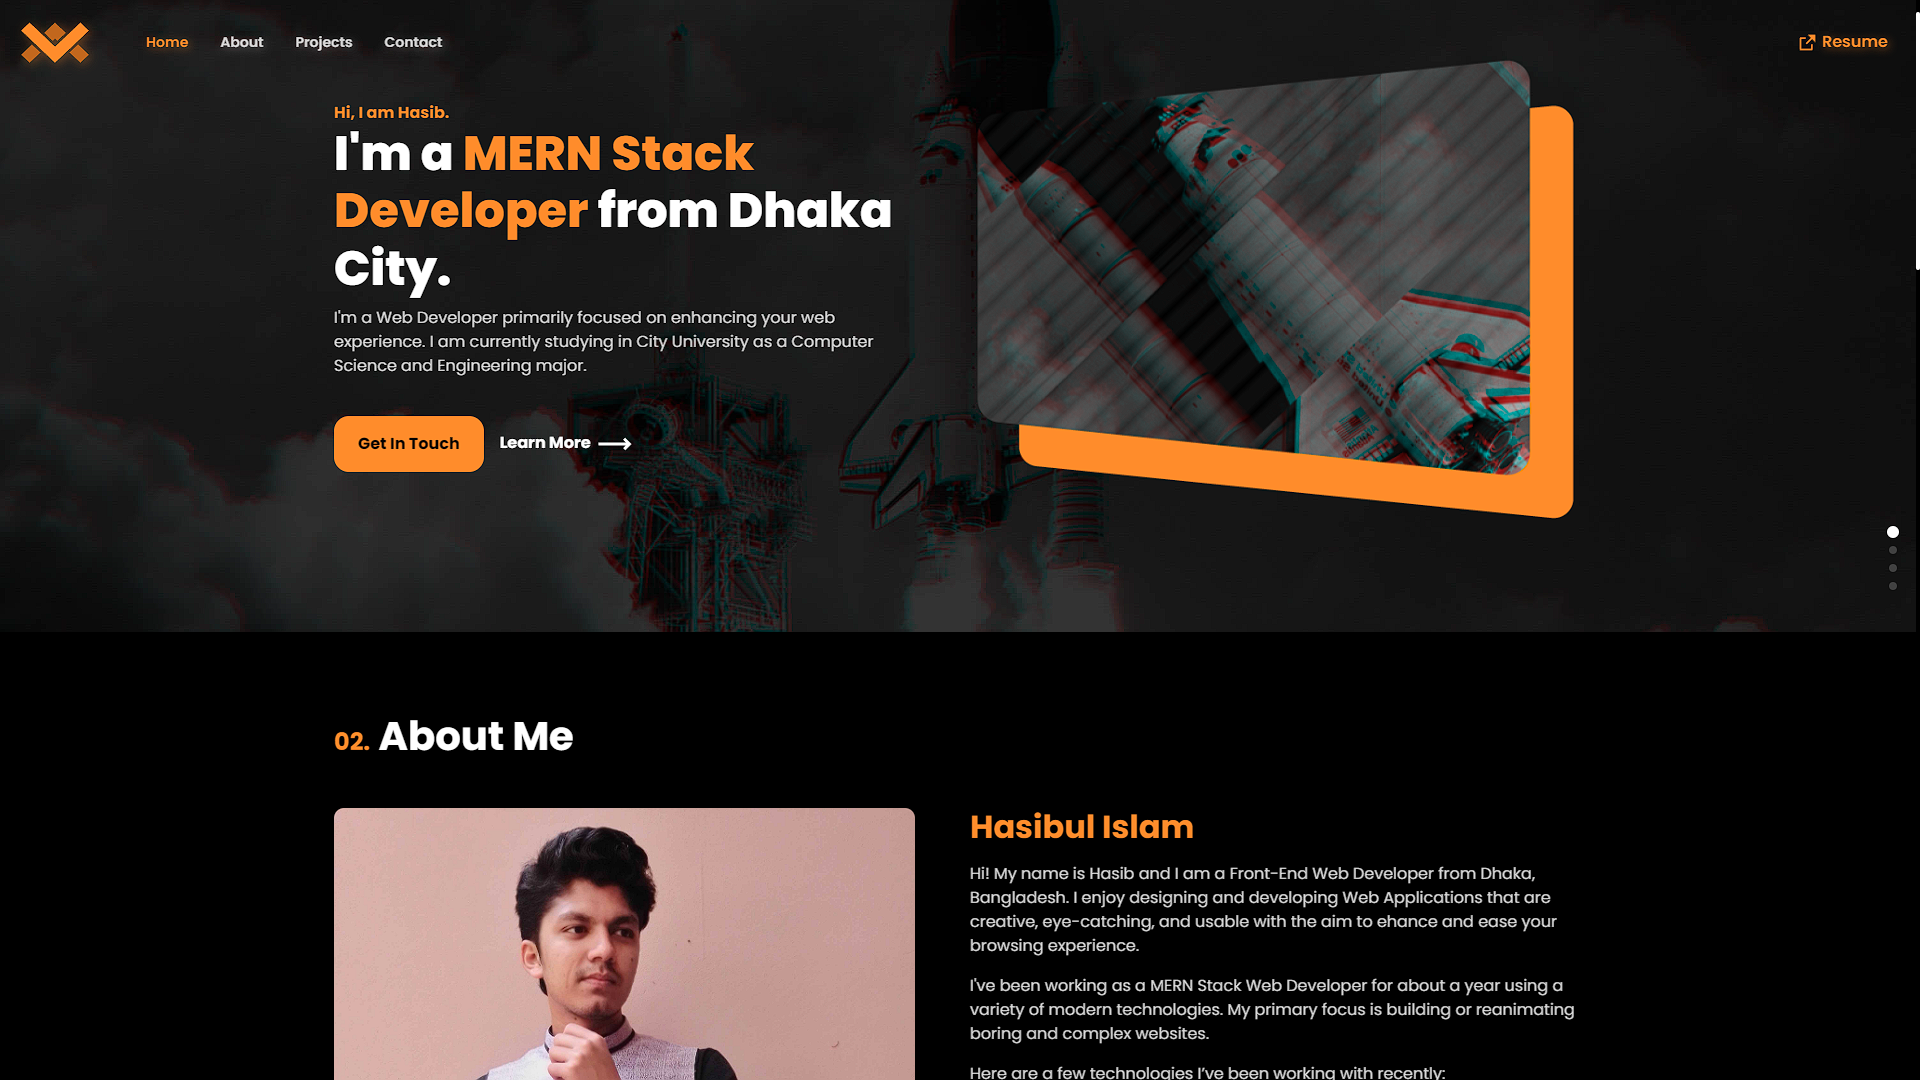 Home About Projects Contact Resume
Hi, I am Hasib.
I'm a MERN Stack
Developer from Dhaka
City.
I'm a Web Developer primarily focused on enhancing your web
experience. I am currently studying in City University as a Computer
Science and Engineering major.
Get In Touch Learn More
02. About Me
Hasibul Islam
Hi! My name is Hasib and I am a Front-End Web Developer from Dhaka,
Bangladesh. I enjoy designing and developing Web Applications that are
creative, eye-catching, and usable with the aim to ehance and ease your
browsing experience.
I've been working as a MERN Stack Web Developer for about a year using a
variety of modern technologies. My primary focus is building or reanimating
boring and complex websites.
Here are a few technologies I've been working with recently: